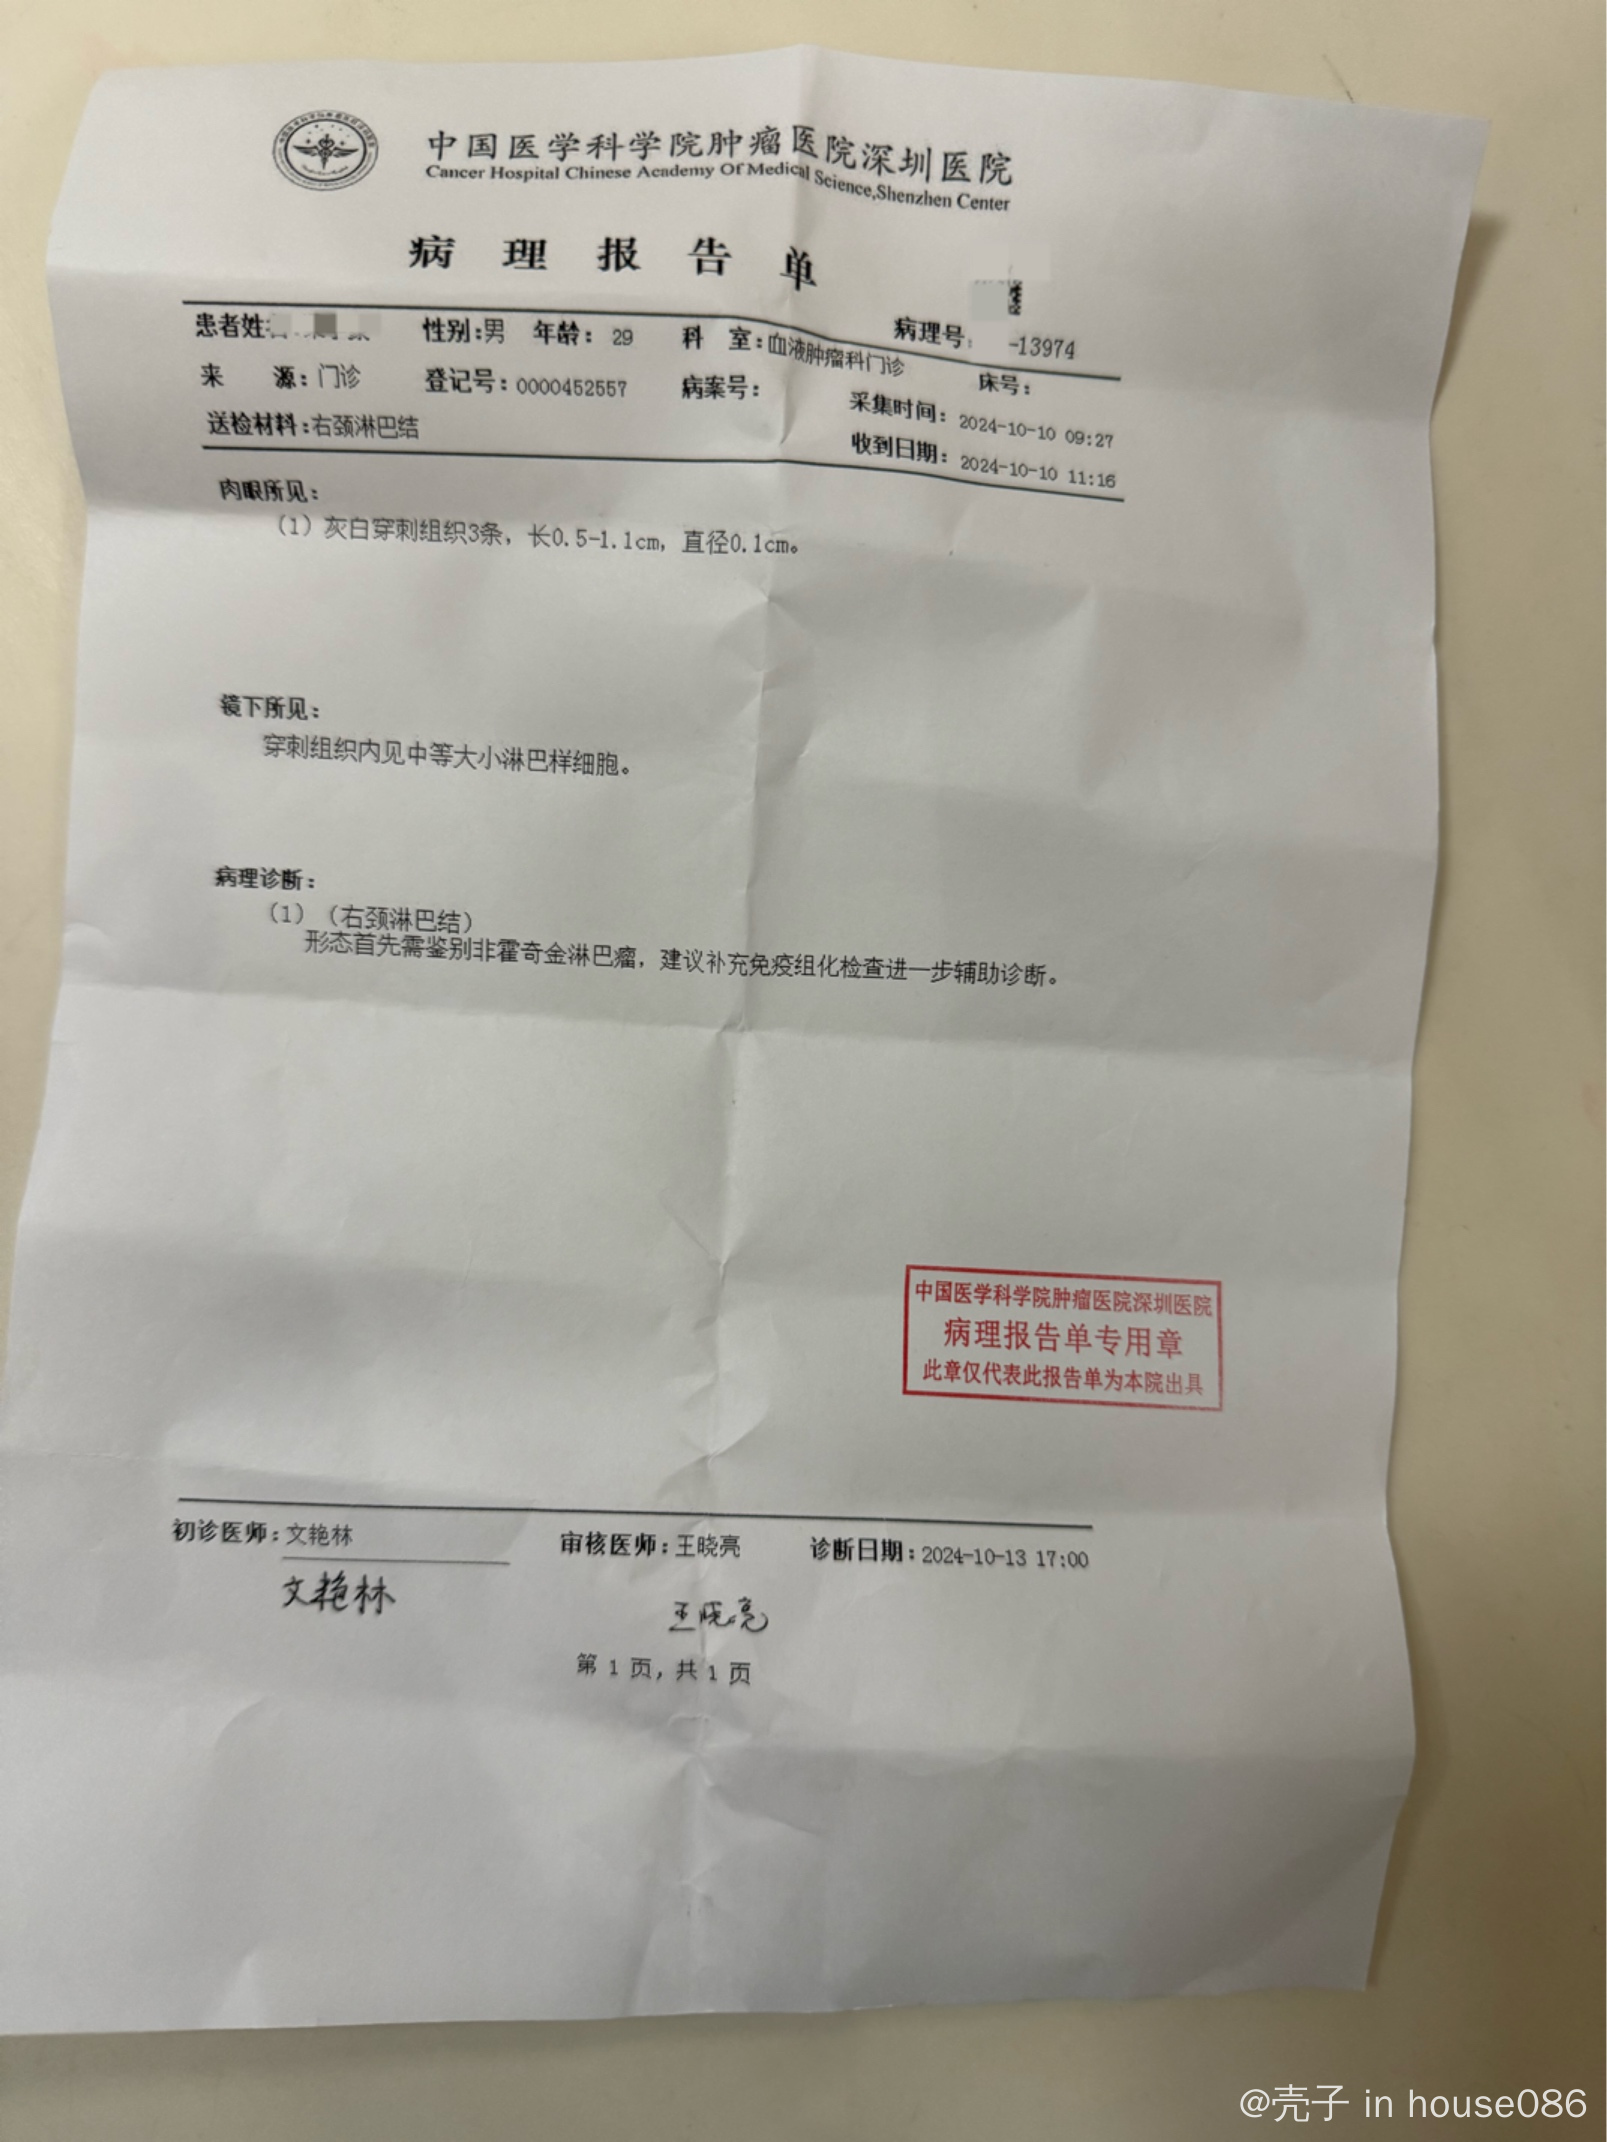 中国医学科学院肿瘤医院深圳医院
Cancer Hospital Chinese Academy Of Medical Science,Shenzhen Center
病理报告单
患者姓 性别:男 年龄: 29 科 室:血液肿瘤科门诊 病理号: -13974
来 源:门诊 登记号:0000452557 病案号: 床号:
采集时间: 2024-10-10 09:27
送检材料:右颈淋巴结 收到日期: 2024-10-10 11:16
肉眼所见:
(1)灰白穿刺组织3条，长0.5-1.1cm，直径0.1cm。
镜下所见:
穿刺组织内见中等大小淋巴样细胞。
病理诊断:
(1)（右颈淋巴结）
形态首先需鉴别非霍奇金淋巴瘤，建议补充免疫组化检查进一步辅助诊断。
中国医学科学院肿瘤医院深圳医院
病理报告单专用章
此章仅代表此报告单为本院出具
初诊医师:文艳林 审核医师:王晓亮 诊断日期:2024-10-13 17:00
文艳林 王晓亮
第 1 页,共 1 页
@壳子 in house086